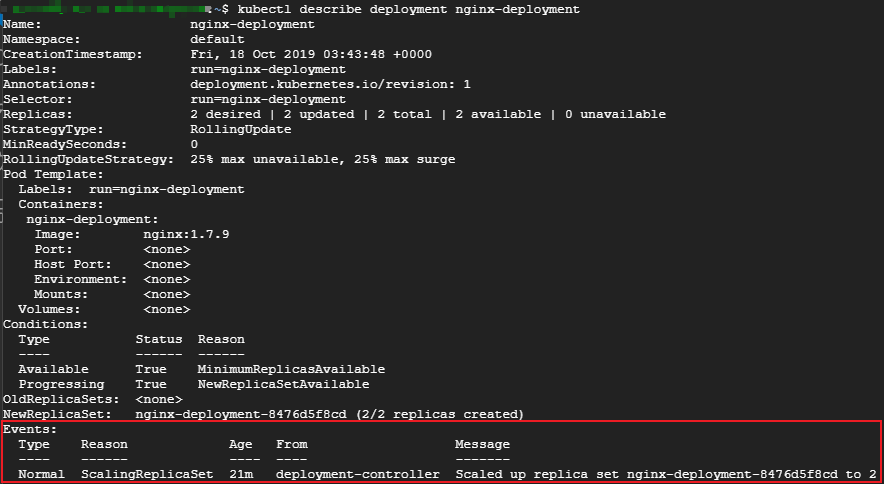 :~$ kubectl describe deployment nginx-deployment
Name:                   nginx-deployment
Namespace:              default
CreationTimestamp:      Fri, 18 Oct 2019 03:43:48 +0000
Labels:                 run=nginx-deployment
Annotations:            deployment.kubernetes.io/revision: 1
Selector:               run=nginx-deployment
Replicas:               2 desired | 2 updated | 2 total | 2 available | 0 unavailable
StrategyType:           RollingUpdate
MinReadySeconds:        0
RollingUpdateStrategy:  25% max unavailable, 25% max surge
Pod Template:
  Labels:  run=nginx-deployment
  Containers:
   nginx-deployment:
    Image:        nginx:1.7.9
    Port:         <none>
    Host Port:    <none>
    Environment:  <none>
    Mounts:       <none>
  Volumes:        <none>
Conditions:
  Type           Status  Reason
  ----           ------  ------
  Available      True    MinimumReplicasAvailable
  Progressing    True    NewReplicaSetAvailable
OldReplicaSets:  <none>
NewReplicaSet:   nginx-deployment-8476d5f8cd (2/2 replicas created)
Events:
  Type    Reason             Age   From                   Message
  ----    ------             ----  ----                   -------
  Normal  ScalingReplicaSet  21m   deployment-controller  Scaled up replica set nginx-deployment-8476d5f8cd to 2